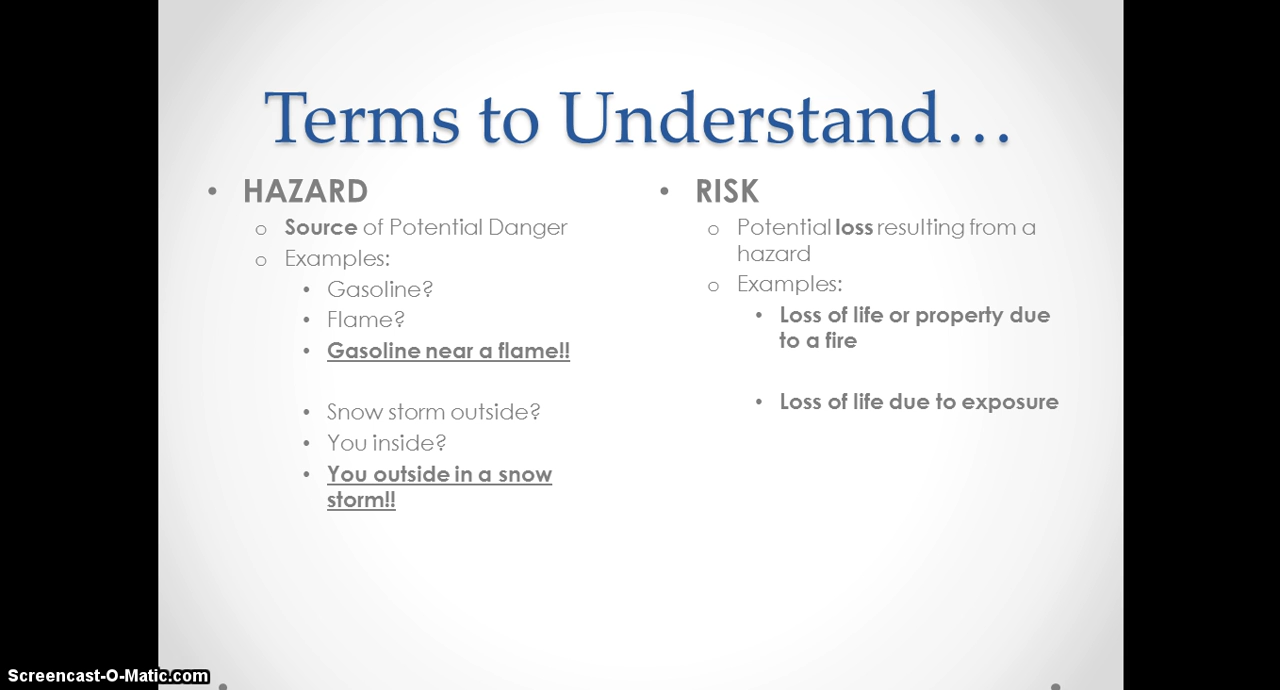 Terms to Understand…
• HAZARD
o Source of Potential Danger
o Examples:
• Gasoline?
• Flame?
• Gasoline near a flame!!
• Snow storm outside?
• You inside?
• You outside in a snow
storm!!
• RISK
o Potential loss resulting from a
hazard
o Examples:
• Loss of life or property due
to a fire
• Loss of life due to exposure
Screencast-O-Matic.com